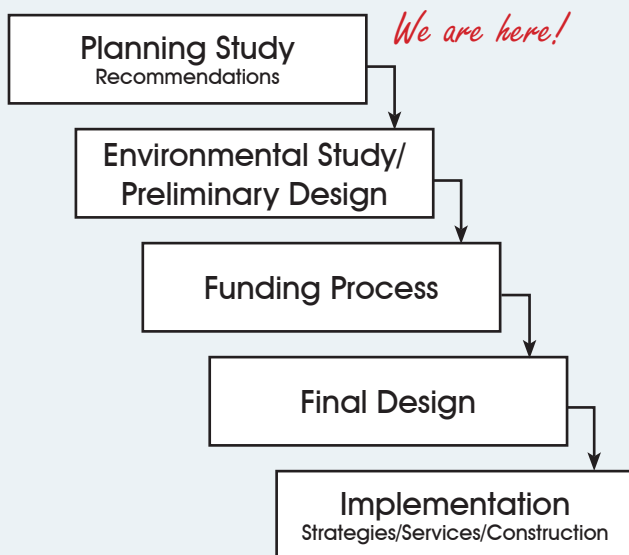 We are here!
Planning Study
Recommendations
Environmental Study/
Preliminary Design
Funding Process
Final Design
Implementation
Strategies/Services/Construction